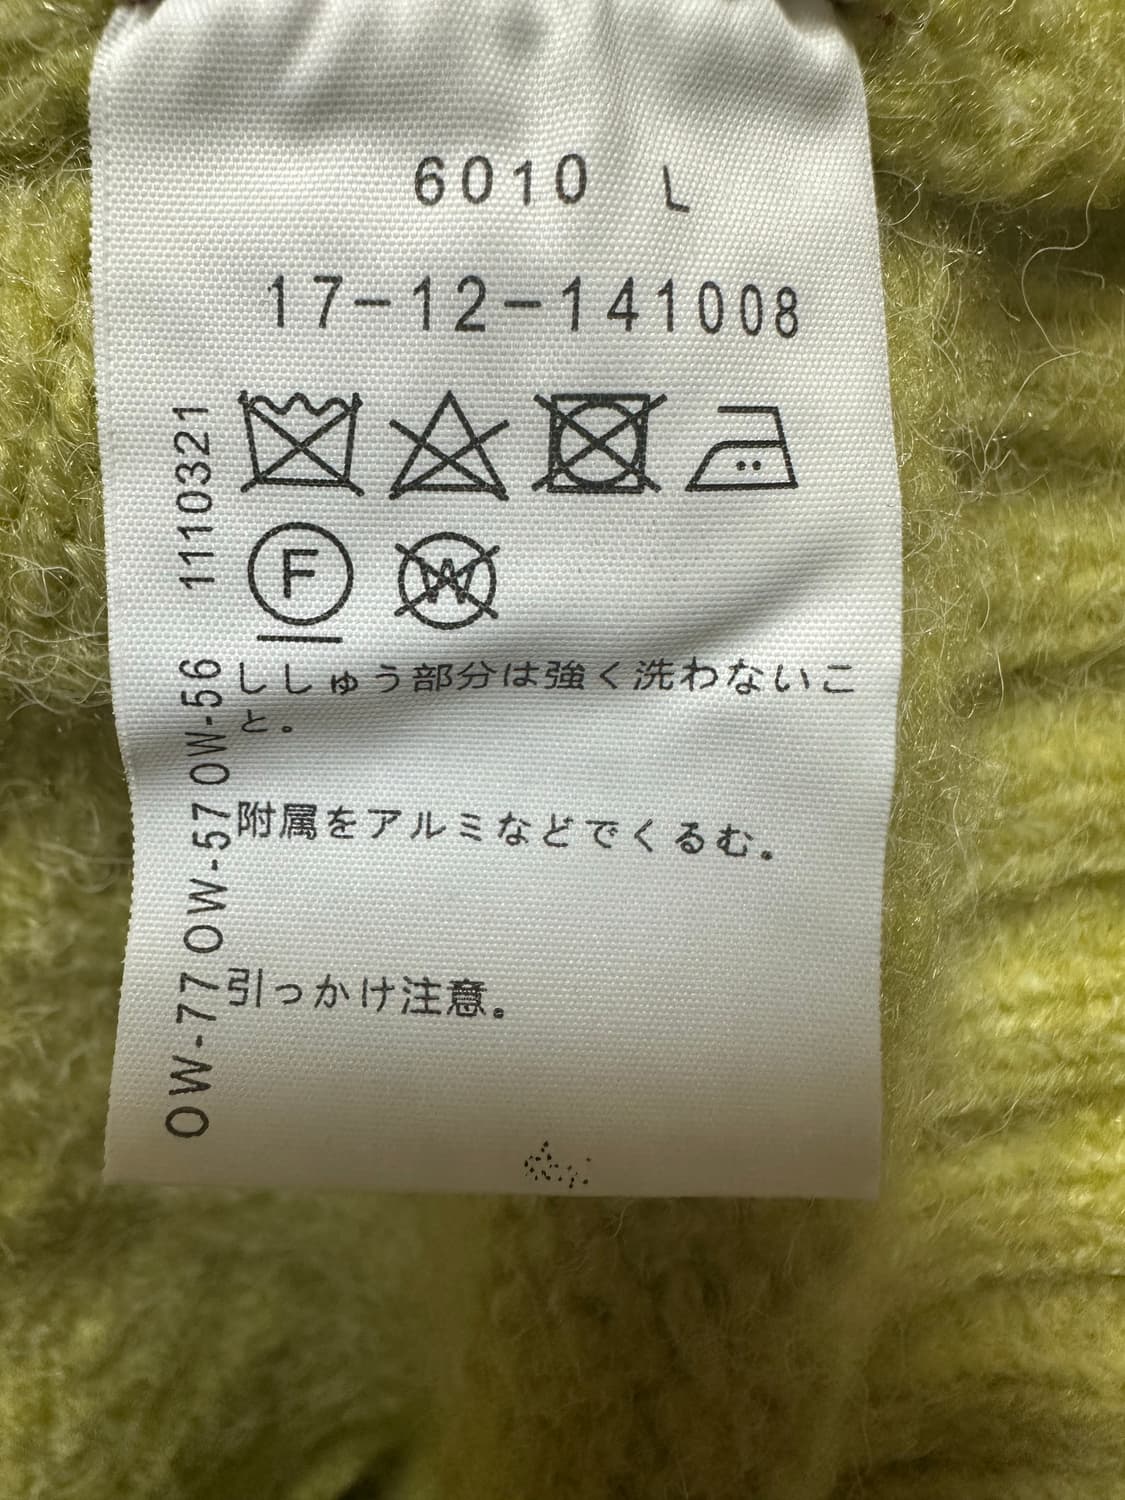 6010 L
17-12-141008
F
W
ししゅう部分は強く洗わないこ
と。
附属をアルミなどでくるむ。
引っかけ注意。
OW-77 OW-57 OW-56 1110321